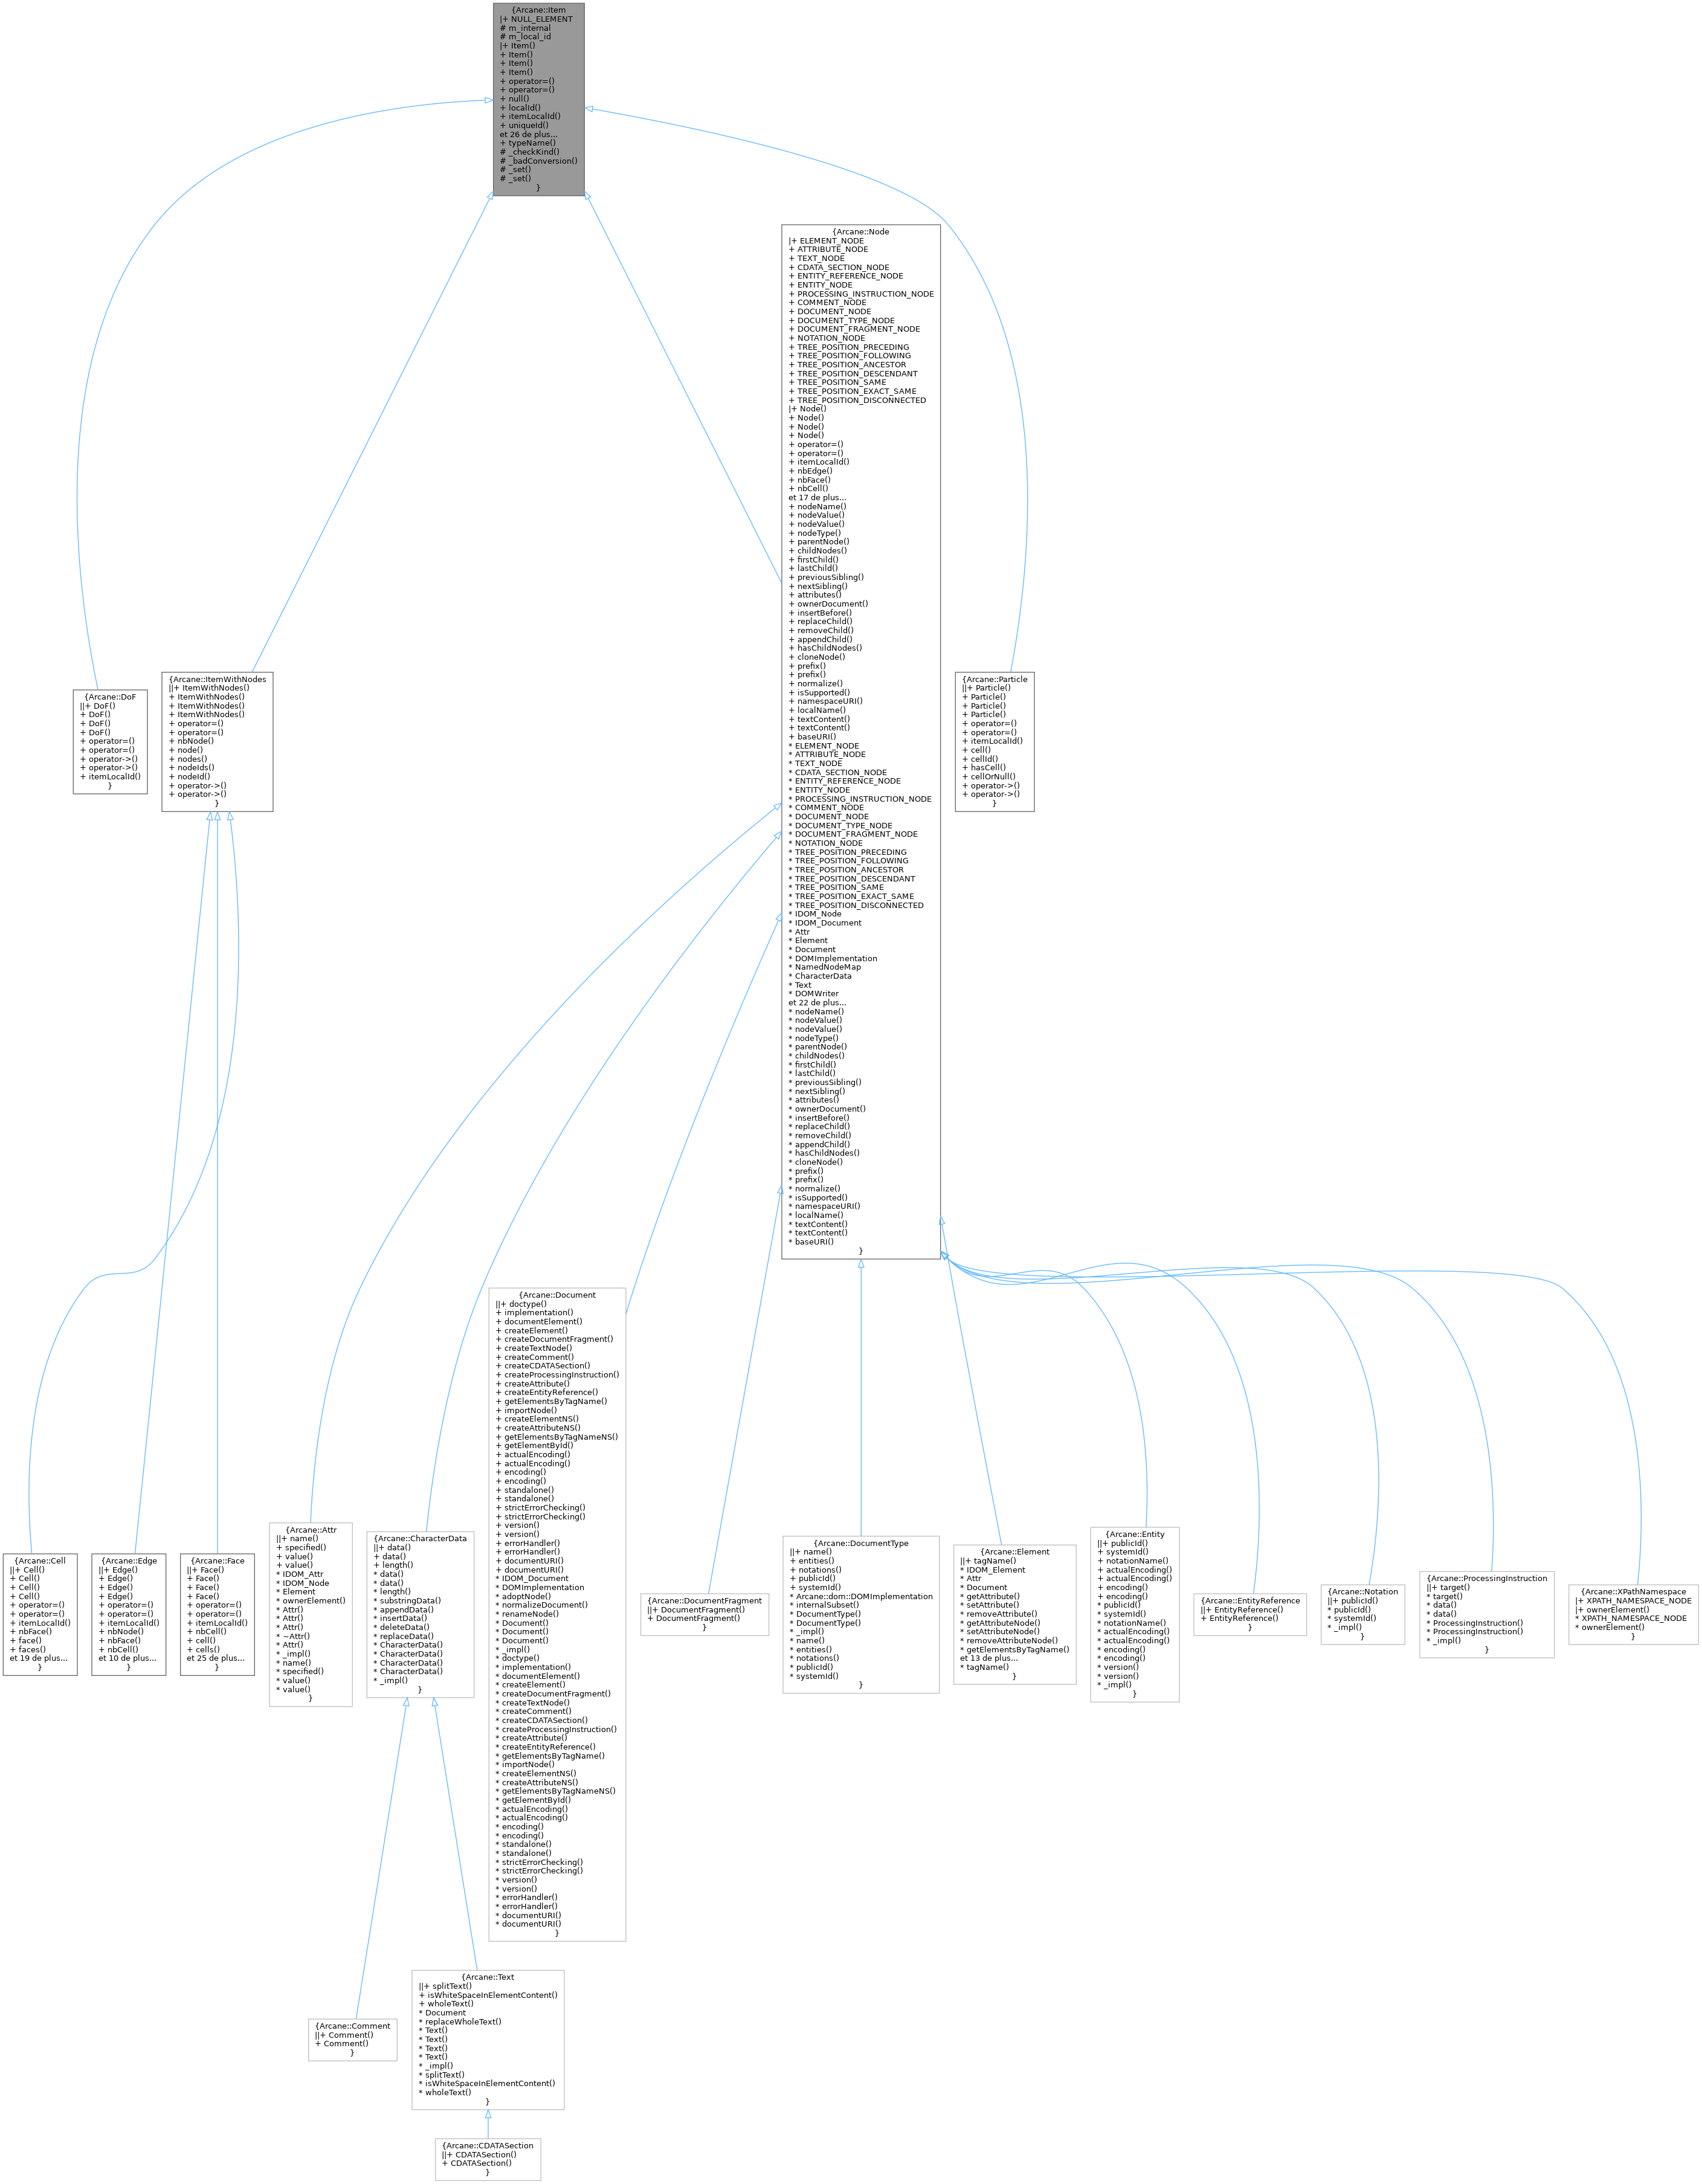 {Arcane::Item
|+ NULL_ELEMENT
# m_internal
# m_local_id
|+ Item()
+ Item()
+ Item()
+ Item()
+ operator=()
+ operator=()
+ null()
+ localId()
+ itemLocalId()
+ uniqueId()
et 26 de plus...
+ typeName()
# _checkKind()
# _badConversion()
# _set()
# _set()
}
{Arcane::Node
|+ ELEMENT_NODE
+ ATTRIBUTE_NODE
+ TEXT_NODE
+ CDATA_SECTION_NODE
+ ENTITY_REFERENCE_NODE
+ ENTITY_NODE
+ PROCESSING_INSTRUCTION_NODE
+ COMMENT_NODE
+ DOCUMENT_NODE
+ DOCUMENT_TYPE_NODE
+ DOCUMENT_FRAGMENT_NODE
+ NOTATION_NODE
+ TREE_POSITION_PRECEDING
+ TREE_POSITION_FOLLOWING
+ TREE_POSITION_ANCESTOR
+ TREE_POSITION_DESCENDANT
+ TREE_POSITION_SAME
+ TREE_POSITION_EXACT_SAME
+ TREE_POSITION_DISCONNECTED
|+ Node()
+ Node()
+ Node()
+ Node()
+ operator=()
+ operator=()
+ itemLocalId()
+ nbEdge()
+ nbFace()
+ nbCell()
et 17 de plus...
+ nodeName()
+ nodeValue()
+ nodeValue()
+ nodeType()
+ parentNode()
+ childNodes()
+ firstChild()
+ lastChild()
+ previousSibling()
+ nextSibling()
+ attributes()
+ ownerDocument()
+ insertBefore()
+ replaceChild()
+ removeChild()
+ appendChild()
+ hasChildNodes()
+ cloneNode()
+ prefix()
+ prefix()
+ normalize()
+ isSupported()
+ namespaceURI()
+ localName()
+ textContent()
+ textContent()
+ baseURI()
* ELEMENT_NODE
* ATTRIBUTE_NODE
* TEXT_NODE
* CDATA_SECTION_NODE
* ENTITY_REFERENCE_NODE
* ENTITY_NODE
* PROCESSING_INSTRUCTION_NODE
* COMMENT_NODE
* DOCUMENT_NODE
* DOCUMENT_TYPE_NODE
* DOCUMENT_FRAGMENT_NODE
* NOTATION_NODE
* TREE_POSITION_PRECEDING
* TREE_POSITION_FOLLOWING
* TREE_POSITION_ANCESTOR
* TREE_POSITION_DESCENDANT
* TREE_POSITION_SAME
* TREE_POSITION_EXACT_SAME
* TREE_POSITION_DISCONNECTED
* IDOM_Node
* IDOM_Document
* Attr
* Element
* Document
* DOMImplementation
* NamedNodeMap
* CharacterData
* Text
* DOMWriter
et 22 de plus...
* nodeName()
* nodeValue()
* nodeValue()
* nodeType()
* parentNode()
* childNodes()
* firstChild()
* lastChild()
* previousSibling()
* nextSibling()
* attributes()
* ownerDocument()
* insertBefore()
* replaceChild()
* removeChild()
* appendChild()
* hasChildNodes()
* cloneNode()
* prefix()
* prefix()
* normalize()
* isSupported()
* namespaceURI()
* localName()
* textContent()
* textContent()
* baseURI()
}
{Arcane::DoF
||+ DoF()
+ DoF()
+ DoF()
+ DoF()
+ operator=()
+ operator=()
+ operator->()
+ operator->()
+ itemLocalId()
}
{Arcane::ItemWithNodes
||+ ItemWithNodes()
+ ItemWithNodes()
+ ItemWithNodes()
+ ItemWithNodes()
+ operator=()
+ operator=()
+ nbNode()
+ node()
+ nodes()
+ nodeIds()
+ nodeId()
+ operator->()
+ operator->()
}
{Arcane::Particle
||+ Particle()
+ Particle()
+ Particle()
+ Particle()
+ operator=()
+ operator=()
+ itemLocalId()
+ cell()
+ cellId()
+ hasCell()
+ cellOrNull()
+ operator->()
+ operator->()
}
{Arcane::Cell
||+ Cell()
+ Cell()
+ Cell()
+ Cell()
+ operator=()
+ operator=()
+ itemLocalId()
+ nbFace()
+ face()
+ faces()
et 19 de plus...
}
{Arcane::Edge
||+ Edge()
+ Edge()
+ Edge()
+ Edge()
+ operator=()
+ operator=()
+ itemLocalId()
+ nbNode()
+ nbFace()
+ nbCell()
et 10 de plus...
}
{Arcane::Face
||+ Face()
+ Face()
+ Face()
+ Face()
+ operator=()
+ operator=()
+ itemLocalId()
+ nbCell()
+ cell()
+ cells()
et 25 de plus...
}
{Arcane::Attr
||+ name()
+ specified()
+ value()
+ value()
* IDOM_Attr
* IDOM_Node
* Element
* ownerElement()
* Attr()
* Attr()
* Attr()
* ~Attr()
* Attr()
* _impl()
* name()
* specified()
* value()
* value()
}
{Arcane::CharacterData
||+ data()
+ data()
+ length()
* data()
* data()
* length()
* substringData()
* appendData()
* insertData()
* deleteData()
* replaceData()
* CharacterData()
* CharacterData()
* CharacterData()
* CharacterData()
* _impl()
}
{Arcane::Document
||+ doctype()
+ implementation()
+ documentElement()
+ createElement()
+ createDocumentFragment()
+ createTextNode()
+ createComment()
+ createCDATASection()
+ createProcessingInstruction()
+ createAttribute()
+ createEntityReference()
+ getElementsByTagName()
+ importNode()
+ createElementNS()
+ createAttributeNS()
+ getElementsByTagNameNS()
+ getElementById()
+ actualEncoding()
+ actualEncoding()
+ encoding()
+ encoding()
+ standalone()
+ standalone()
+ strictErrorChecking()
+ strictErrorChecking()
+ version()
+ version()
+ errorHandler()
+ errorHandler()
+ documentURI()
+ documentURI()
* IDOM_Document
* DOMImplementation
* adoptNode()
* normalizeDocument()
* renameNode()
* Document()
* Document()
* Document()
* _impl()
* doctype()
* implementation()
* documentElement()
* createElement()
* createDocumentFragment()
* createTextNode()
* createComment()
* createCDATASection()
* createProcessingInstruction()
* createAttribute()
* createEntityReference()
* getElementsByTagName()
* importNode()
* createElementNS()
* createAttributeNS()
* getElementsByTagNameNS()
* getElementById()
* actualEncoding()
* actualEncoding()
* encoding()
* encoding()
* standalone()
* standalone()
* strictErrorChecking()
* strictErrorChecking()
* version()
* version()
* errorHandler()
* errorHandler()
* documentURI()
* documentURI()
}
{Arcane::DocumentFragment
||+ DocumentFragment()
+ DocumentFragment()
}
{Arcane::DocumentType
||+ name()
+ entities()
+ notations()
+ publicId()
+ systemId()
* Arcane::dom::DOMImplementation
* internalSubset()
* DocumentType()
* DocumentType()
* _impl()
* name()
* entities()
* notations()
* publicId()
* systemId()
}
{Arcane::Element
||+ tagName()
* IDOM_Element
* Attr
* Document
* getAttribute()
* setAttribute()
* removeAttribute()
* getAttributeNode()
* setAttributeNode()
* removeAttributeNode()
* getElementsByTagName()
et 13 de plus...
* tagName()
}
{Arcane::Entity
||+ publicId()
+ systemId()
+ notationName()
+ actualEncoding()
+ actualEncoding()
+ encoding()
+ encoding()
* publicId()
* systemId()
* notationName()
* actualEncoding()
* actualEncoding()
* encoding()
* encoding()
* version()
* version()
* _impl()
}
{Arcane::EntityReference
||+ EntityReference()
+ EntityReference()
}
{Arcane::Notation
||+ publicId()
* publicId()
* systemId()
* _impl()
}
{Arcane::ProcessingInstruction
||+ target()
* target()
* data()
* data()
* ProcessingInstruction()
* ProcessingInstruction()
* _impl()
}
{Arcane::XPathNamespace
|+ XPATH_NAMESPACE_NODE
|+ ownerElement()
* XPATH_NAMESPACE_NODE
* ownerElement()
}
{Arcane::Comment
||+ Comment()
+ Comment()
}
{Arcane::Text
||+ splitText()
+ isWhiteSpaceInElementContent()
+ wholeText()
* Document
* replaceWholeText()
* Text()
* Text()
* Text()
* Text()
* _impl()
* splitText()
* isWhiteSpaceInElementContent()
* wholeText()
}
{Arcane::CDATASection
||+ CDATASection()
+ CDATASection()
}